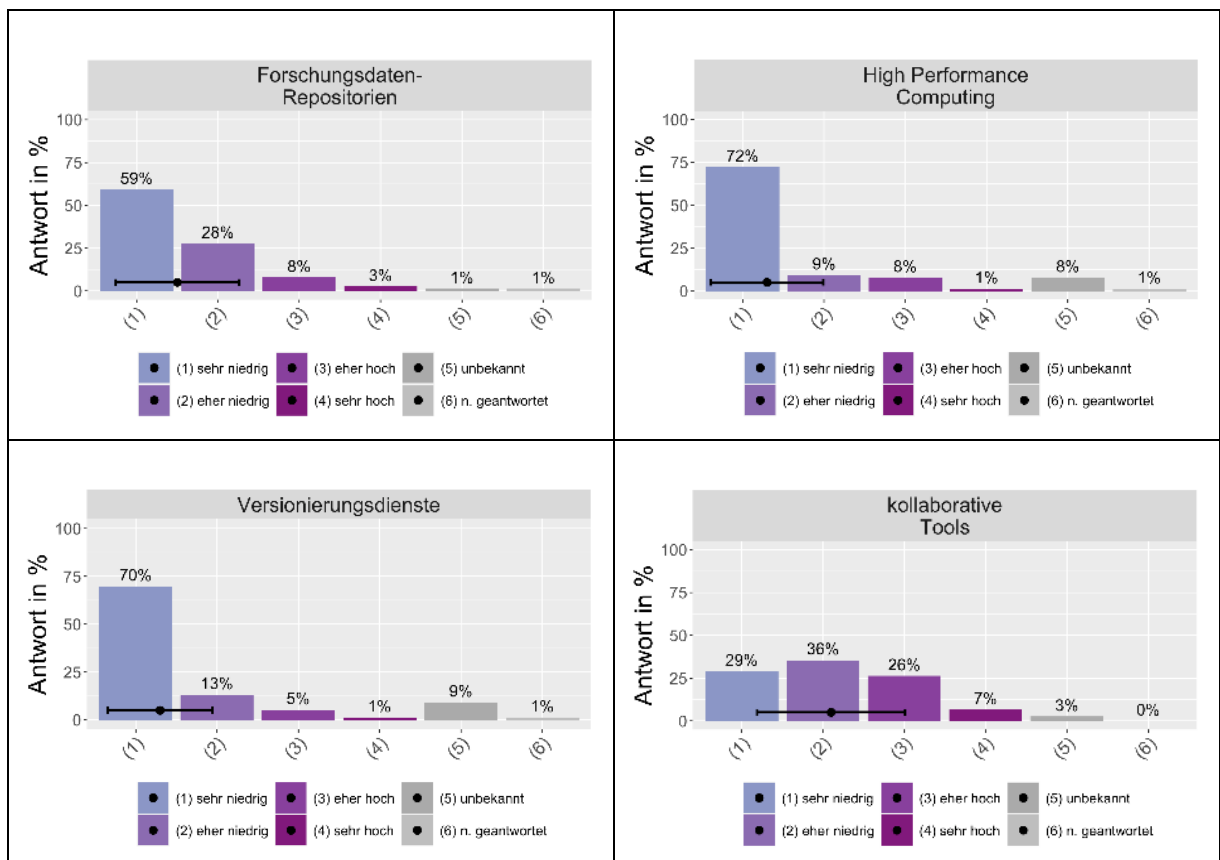 Forschungsdaten-
Repositorien
Antwort in %
100
75
50
25
0
59%
28%
8%
3%
1%
1%
(1)
(2)
(3)
(4)
(5)
(6)
(1) sehr niedrig
(3) eher hoch
(5) unbekannt
(2) eher niedrig
(4) sehr hoch
(6) n. geantwortet
High Performance
Computing
Antwort in %
100
75
50
25
0
72%
9%
8%
1%
8%
1%
(1)
(2)
(3)
(4)
(5)
(6)
(1) sehr niedrig
(3) eher hoch
(5) unbekannt
(2) eher niedrig
(4) sehr hoch
(6) n. geantwortet
Versionierungsdienste
Antwort in %
100
75
50
25
0
70%
13%
5%
1%
9%
1%
(1)
(2)
(3)
(4)
(5)
(6)
(1) sehr niedrig
(3) eher hoch
(5) unbekannt
(2) eher niedrig
(4) sehr hoch
(6) n. geantwortet
kollaborative
Tools
Antwort in %
100
75
50
25
0
29%
36%
26%
7%
3%
0%
(1)
(2)
(3)
(4)
(5)
(6)
(1) sehr niedrig
(3) eher hoch
(5) unbekannt
(2) eher niedrig
(4) sehr hoch
(6) n. geantwortet